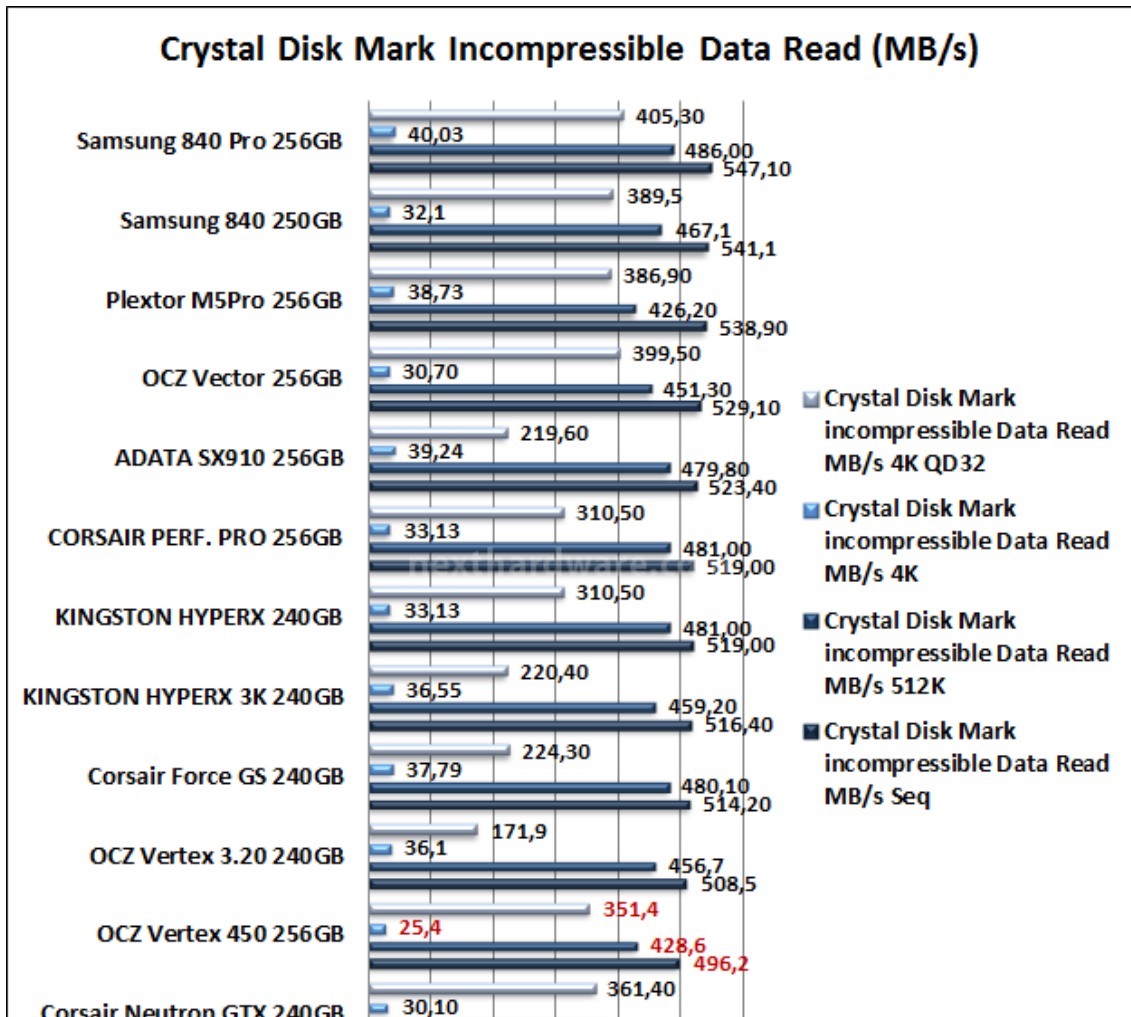 Crystal Disk Mark Incompressible Data Read (MB/s)
Samsung 840 Pro 256GB
405,30
40,03
486,00
547,10
Samsung 840 250GB
389,5
32,1
467,1
541,1
Plextor M5Pro 256GB
386,90
38,73
426,20
538,90
OCZ Vector 256GB
399,50
30,70
451,30
529,10
ADATA SX910 256GB
219,60
39,24
479,80
523,40
CORSAIR PERF. PRO 256GB
310,50
33,13
481,00
519,00
KINGSTON HYPERX 240GB
310,50
33,13
481,00
519,00
KINGSTON HYPERX 3K 240GB
220,40
36,55
459,20
516,40
Corsair Force GS 240GB
224,30
37,79
480,10
514,20
OCZ Vertex 3.20 240GB
171,9
36,1
456,7
508,5
OCZ Vertex 450 256GB
351,4
25,4
428,6
496,2
Corsair Neutron GTX 240GB
361,40
30,10
Crystal Disk Mark
incompressible Data Read
MB/s 4K QD32
Crystal Disk Mark
incompressible Data Read
MB/s 4K
Crystal Disk Mark
incompressible Data Read
MB/s 512K
Crystal Disk Mark
incompressible Data Read
MB/s Seq